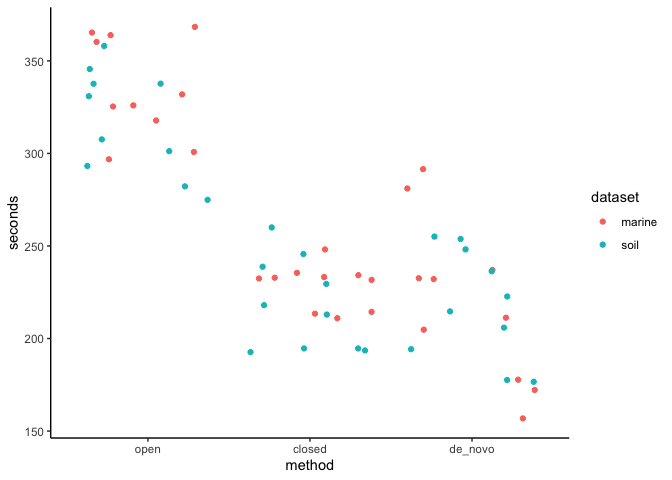 350
300
250
200
150
seconds
open closed de_novo
method
dataset
marine
soil